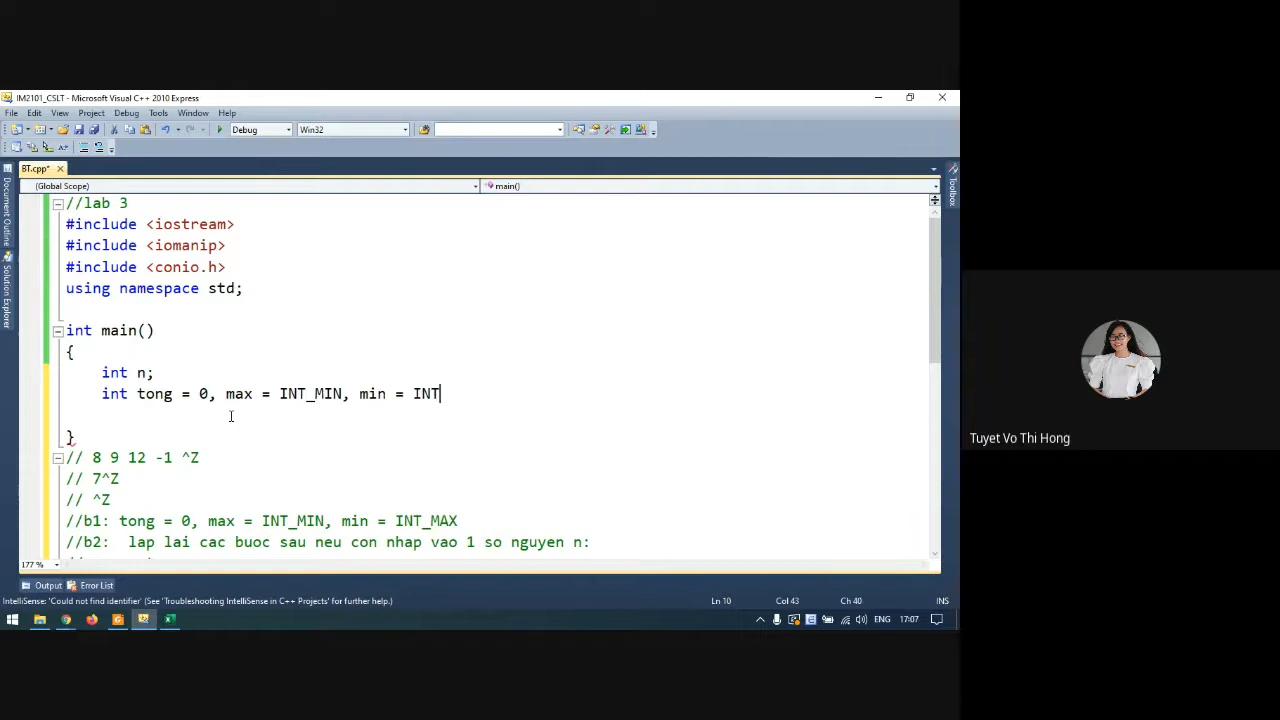 IM2101_CSLT - Microsoft Visual C++ 2010 Express
File Edit View Project Debug Tools Window Help
Debug Win32
BT.cpp*
(Global Scope) main()
Document Outline
Solution Explorer
Toolbox
//lab 3
#include <iostream>
#include <iomanip>
#include <conio.h>
using namespace std;
int main()
{
int n;
int tong = 0, max = INT_MIN, min = INT
}
// 8 9 12 -1 ^Z
// 7^Z
// ^Z
//b1: tong = 0, max = INT_MIN, min = INT_MAX
//b2: lap lai cac buoc sau neu con nhap vao 1 so nguyen n:
177 %
Output Error List
IntelliSense: 'Could not find identifier' (See 'Troubleshooting IntelliSense in C++ Projects' for further help.) Ln 10 Col 43 Ch 40 INS
ENG 17:07
Tuyet Vo Thi Hong